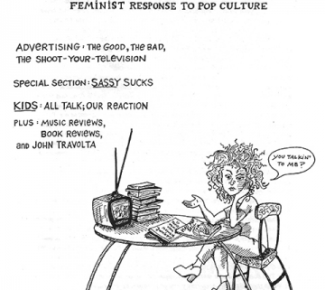 FEMINIST RESPONSE TO POP CULTURE
ADVERTISING: THE GOOD, THE BAD,
THE SHOOT-YOUR-TELEVISION
SPECIAL SECTION: SASSY SUCKS
KIDS: ALL TALK; OUR REACTION
PLUS: MUSIC REVIEWS,
BOOK REVIEWS,
and JOHN TRAVOLTA
YOU TALKIN'
TO ME?